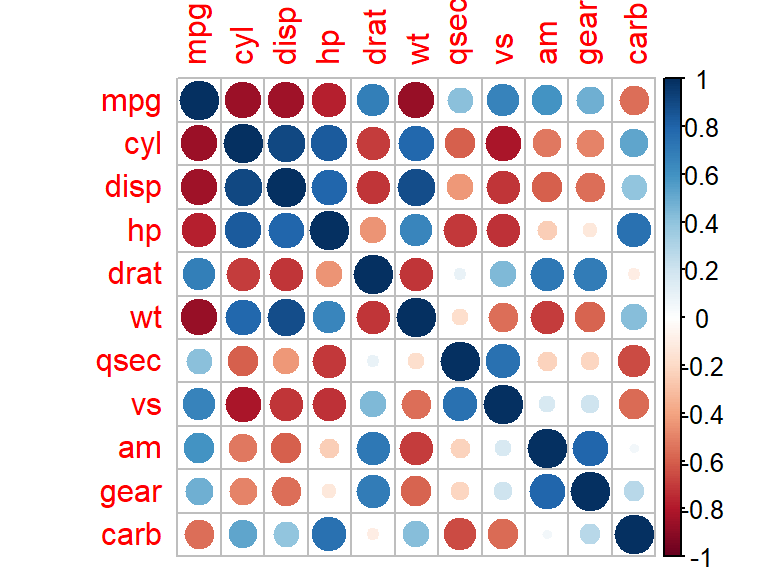 mpg cyl disp hp drat wt qsec vs am gear carb
mpg
cyl
disp
hp
drat
wt
qsec
vs
am
gear
carb
1
0.8
0.6
0.4
0.2
0
-0.2
-0.4
-0.6
-0.8
-1